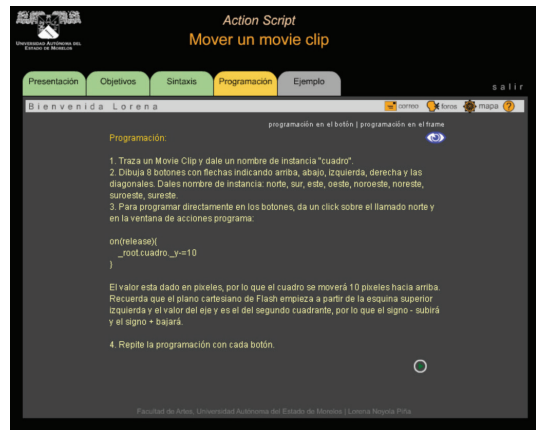 Action Script
Mover un movie clip
UNIVERSIDAD AUTÓNOMA DEL
ESTADO DE MORELOS
Presentación Objetivos Sintaxis Programación Ejemplo
salir
Bienvenida Lorena correo foros mapa ?
programación en el botón | programación en el frame
Programación:
1. Traza un Movie Clip y dale un nombre de instancia "cuadro".
2. Dibuja 8 botones con flechas indicando arriba, abajo, izquierda, derecha y las
diagonales. Dales nombre de instancia: norte, sur, este, oeste, noroeste, noreste,
suroeste, sureste.
3. Para programar directamente en los botones, da un click sobre el llamado norte y
en la ventana de acciones programa:
on(release){
_root.cuadro._y-=10
}
El valor esta dado en pixeles, por lo que el cuadro se moverá 10 pixeles hacia arriba.
Recuerda que el plano cartesiano de Flash empieza a partir de la esquina superior
izquierda y el valor del eje y es el del segundo cuadrante, por lo que el signo - subirá
y el signo + bajará.
4. Repite la programación con cada botón.
Facultad de Artes, Universidad Autónoma del Estado de Morelos | Lorena Noyola Piña